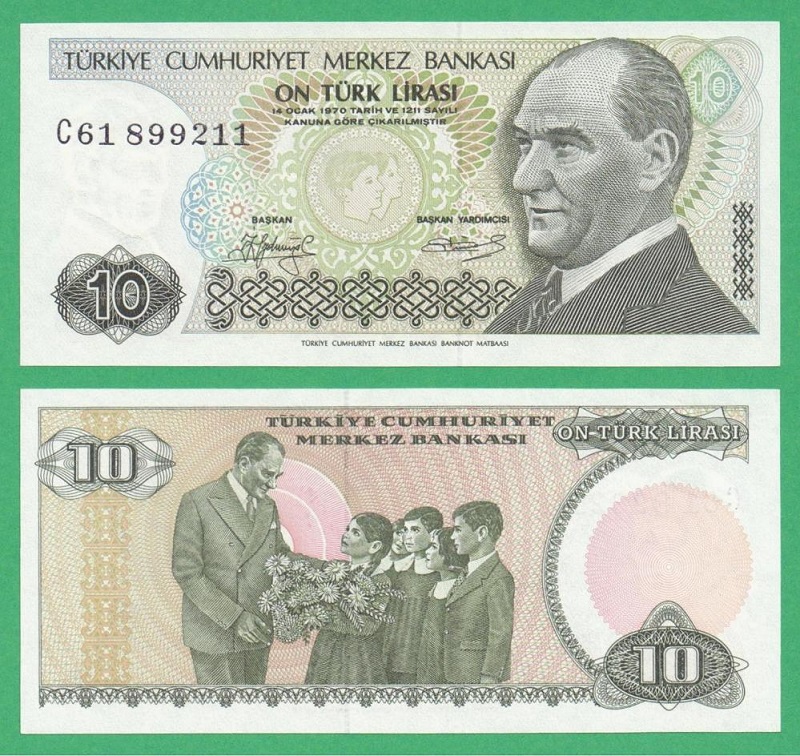 TÜRKİYE CUMHURİYET MERKEZ BANKASI
10
ON TÜRK LİRASI
14 OCAK 1970 TARİH VE 1211 SAYILI
KANUNA GÖRE ÇIKARILMIŞTIR
C61 899211
BAŞKAN
BAŞKAN YARDIMCISI
10
TÜRKİYE CUMHURİYET MERKEZ BANKASI BANKNOT MATBAASI
TÜRKİYE CUMHURİYET
MERKEZ BANKASI
ON-TÜRK LİRASI
10
10